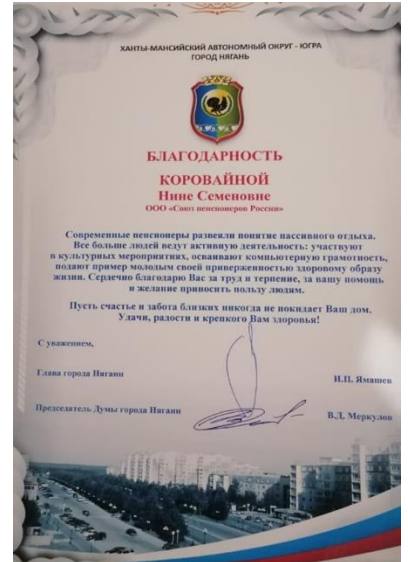 ХАНТЫ-МАНСИЙСКИЙ АВТОНОМНЫЙ ОКРУГ - ЮГРА
ГОРОД НЯГАНЬ
БЛАГОДАРНОСТЬ
КОРОВАЙНОЙ
Нине Семеновне
ООО «Союз пенсионеров России»
Современные пенсионеры развеяли понятие пассивного отдыха.
Все больше людей ведут активную деятельность: участвуют
в культурных мероприятиях, осваивают компьютерную грамотность,
подают пример молодым своей приверженностью здоровому образу
жизни. Сердечно благодарю Вас за труд и терпение, за вашу помощь
и желание приносить пользу людям.
Пусть счастье и забота близких никогда не покидает Ваш дом.
Удачи, радости и крепкого Вам здоровья!
С уважением,
Глава города Нягани И.П. Ямашев
Председатель Думы города Нягани В.Д. Меркулов